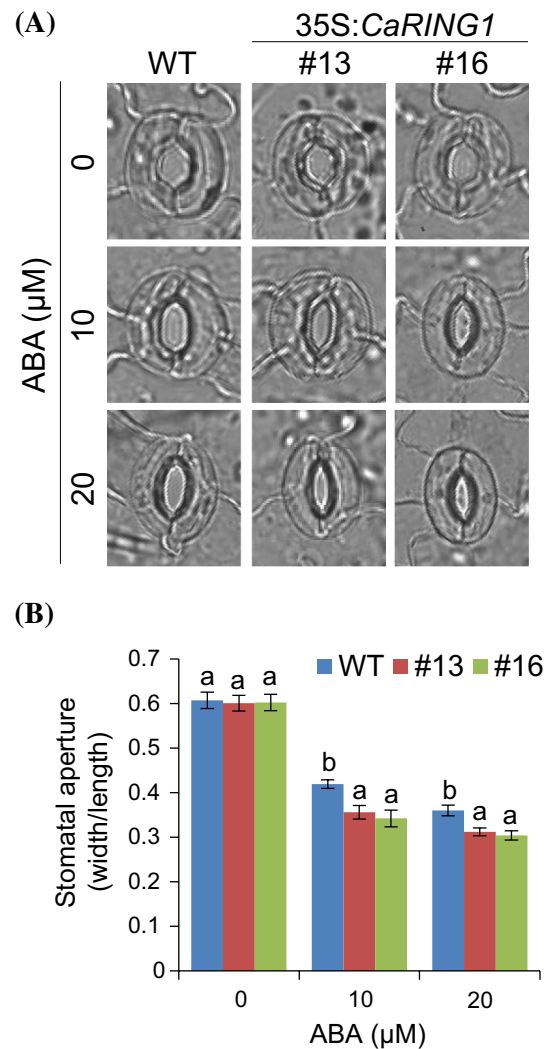 (A)
35S:CaRING1
WT #13 #16
ABA (µM)
0
10
20
(B)
Stomatal aperture
(width/length)
0.7
0.6
0.5
0.4
0.3
0.2
0.1
0
WT #13 #16
a a a
b a a
b a a
0 10 20
ABA (µM)